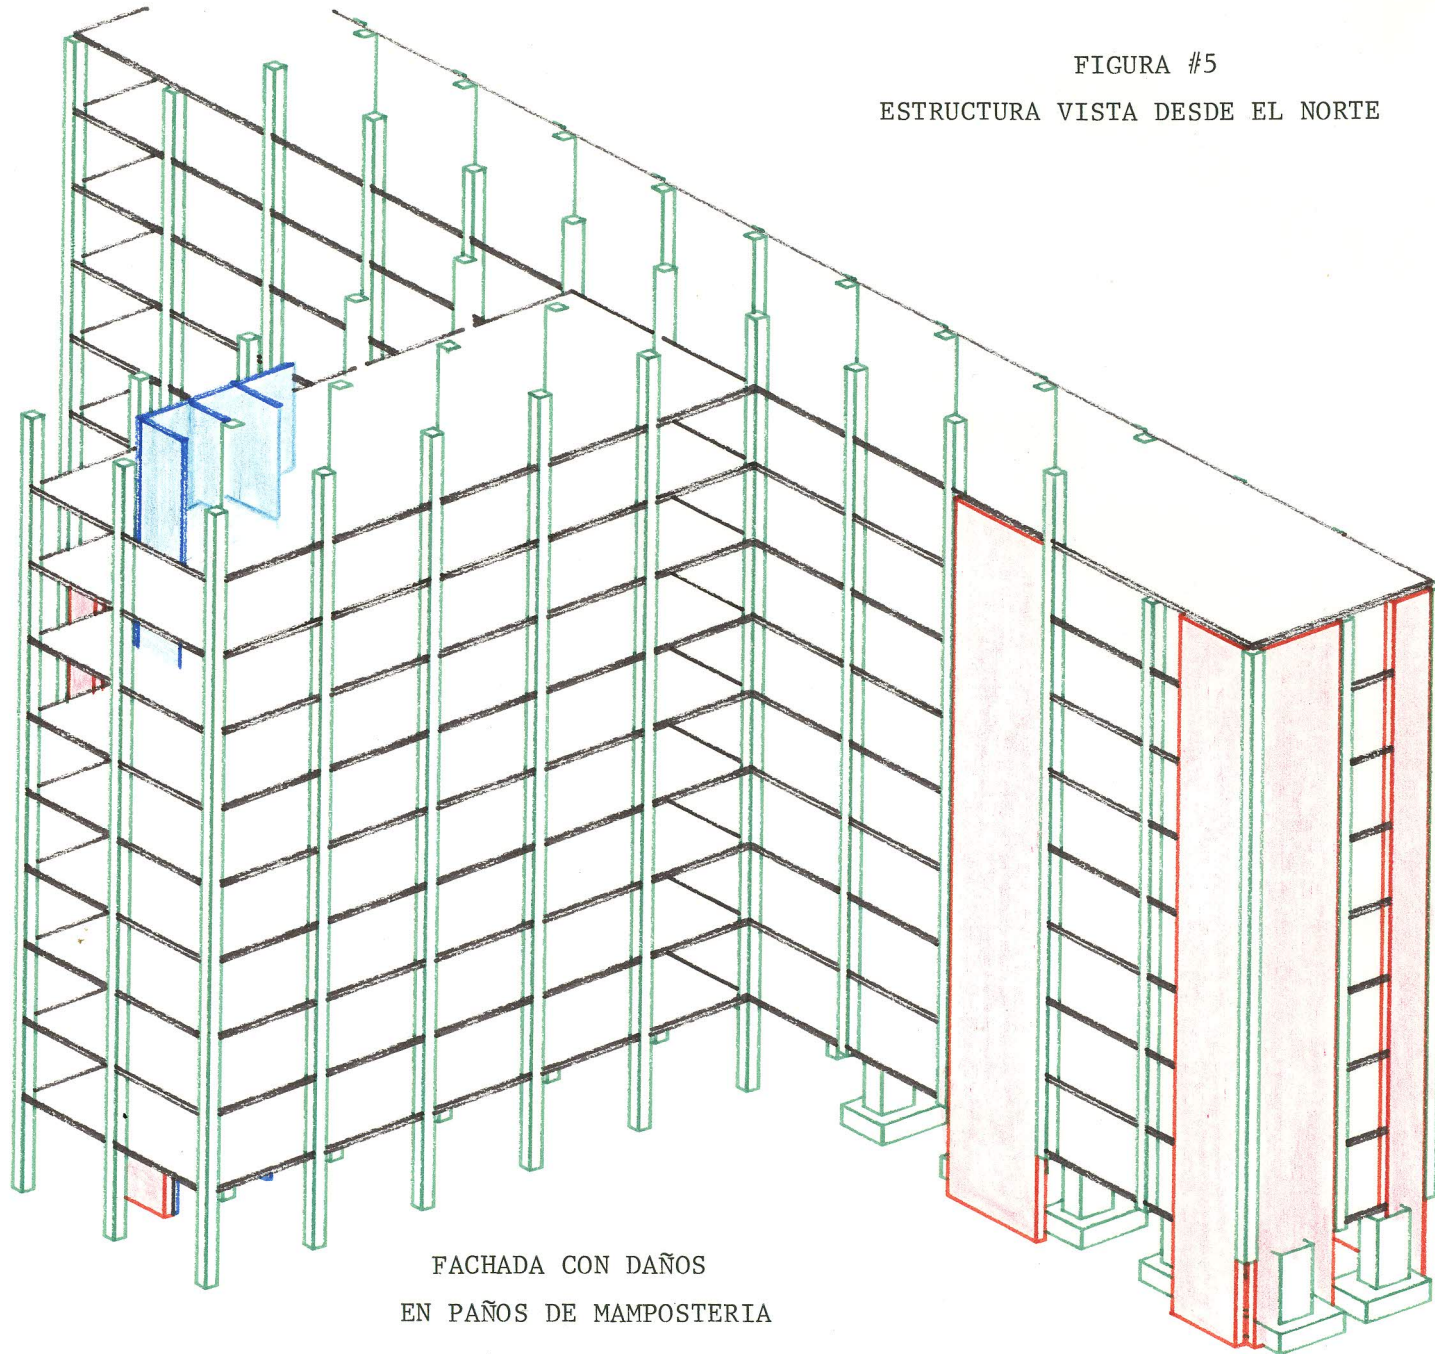 FIGURA #5
ESTRUCTURA VISTA DESDE EL NORTE
FACHADA CON DAÑOS
EN PAÑOS DE MAMPOSTERIA